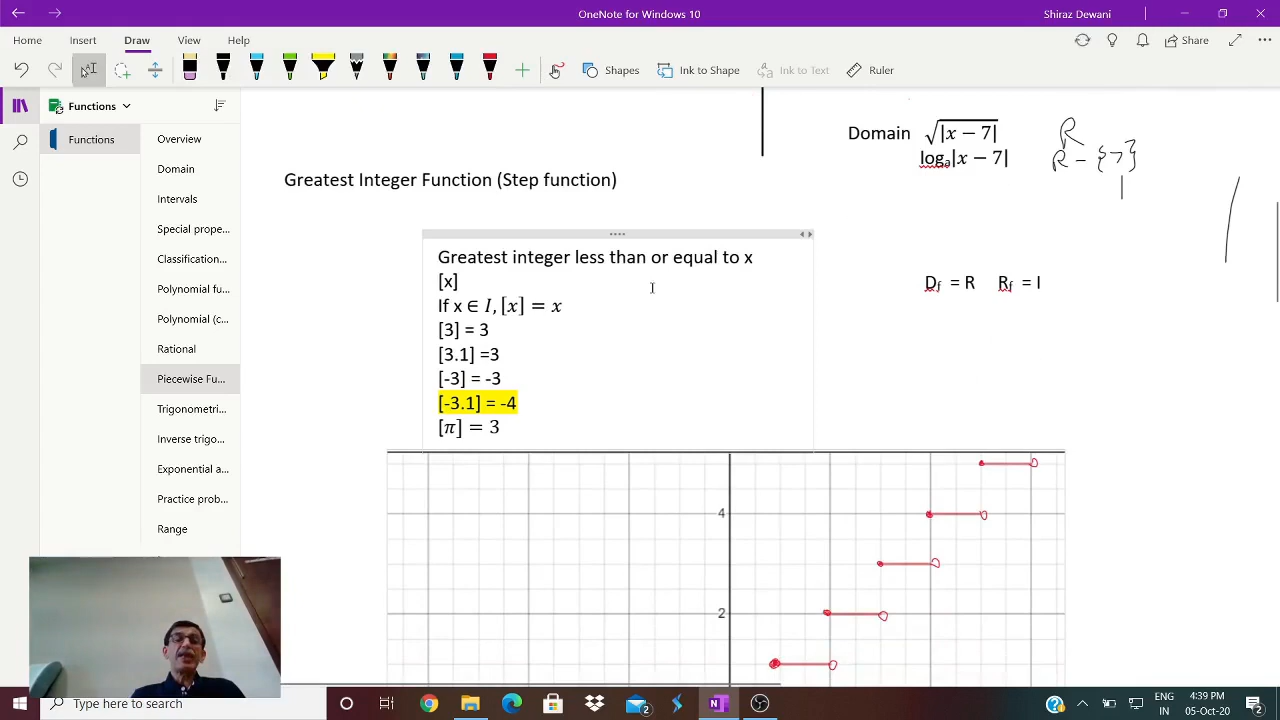 OneNote for Windows 10
Shiraz Dewani
Home
Insert
Draw
View
Help
Share
Shapes
Ink to Shape
Ink to Text
Ruler
Functions
Functions
Overview
Domain
Intervals
Special prope...
Classification...
Polynomial fu...
Polynomial (c...
Rational
Piecewise Fu...
Trigonometri...
Inverse trigo...
Exponential a...
Practice prob...
Range
Domain √|x − 7| R
logₐ|x − 7| R - {7}
Greatest Integer Function (Step function)
Greatest integer less than or equal to x
[x]
If x ∈ I, [x] = x
[3] = 3
[3.1] =3
[-3] = -3
[-3.1] = -4
[π] = 3
Df = R Rf = I
4
2
Type here to search
2
ENG
IN
4:39 PM
05-Oct-20
2